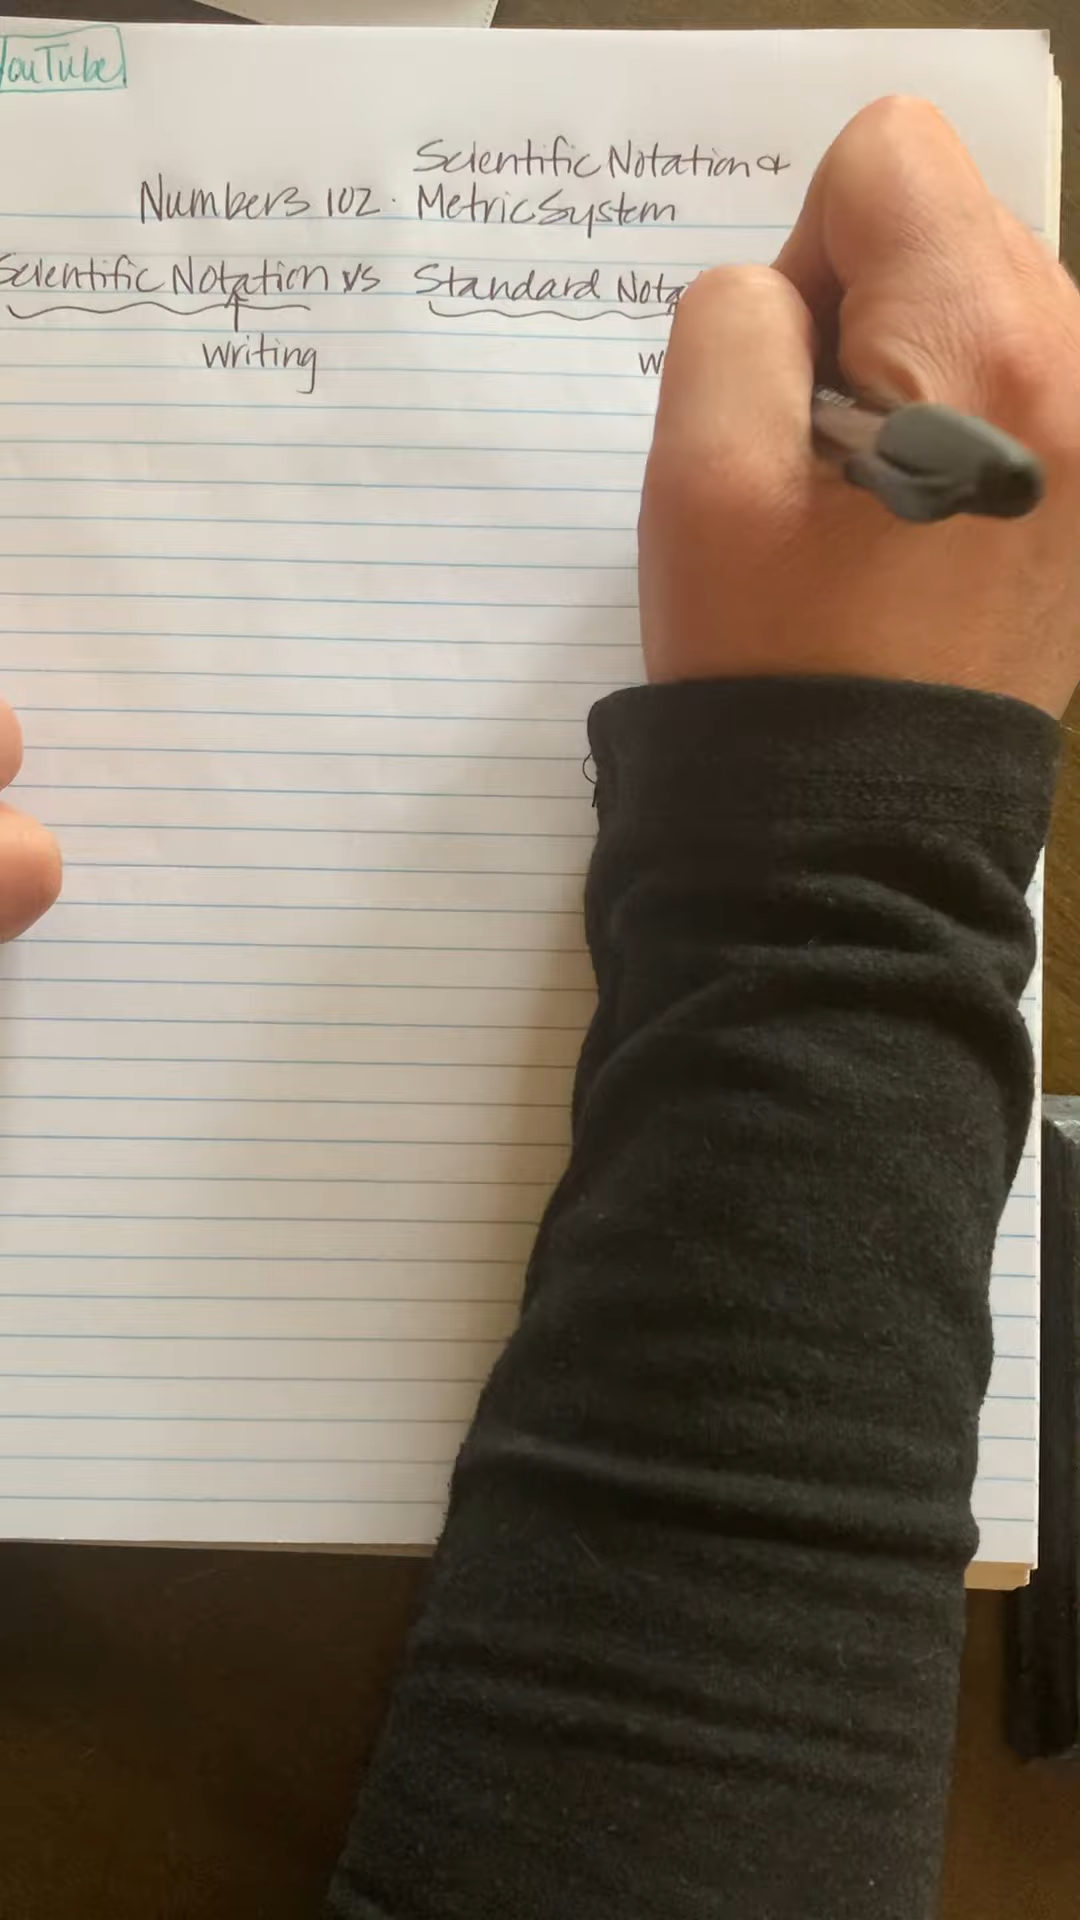 YouTube
Scientific Notation &
Numbers 102. Metric System
Scientific Notation vs Standard Nota
writing w